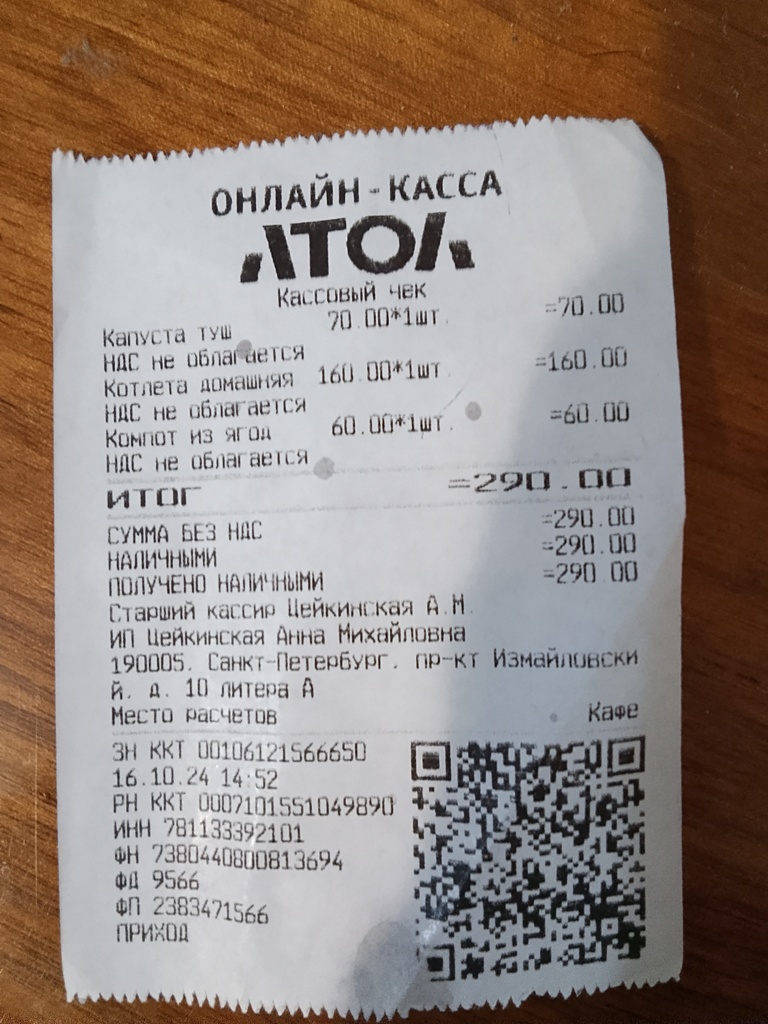 ОНЛАЙН-КАССА
АТОЛ
Кассовый чек
Капуста туш 70.00*1шт. =70.00
НДС не облагается
Котлета домашняя 160.00*1шт. =160.00
НДС не облагается
Компот из ягод 60.00*1шт. =60.00
НДС не облагается
ИТОГ =290.00
СУММА БЕЗ НДС =290.00
НАЛИЧНЫМИ =290.00
ПОЛУЧЕНО НАЛИЧНЫМИ =290.00
Старший кассир Цейкинская А.М.
ИП Цейкинская Анна Михайловна
190005, Санкт-Петербург, пр-кт Измайловски
й, д. 10 литера А
Место расчетов Кафе
ЗН ККТ 00106121566650
16.10.24 14:52
РН ККТ 0007101551049890
ИНН 781133392101
ФН 7380440800813694
ФД 9566
ФП 2383471566
ПРИХОД